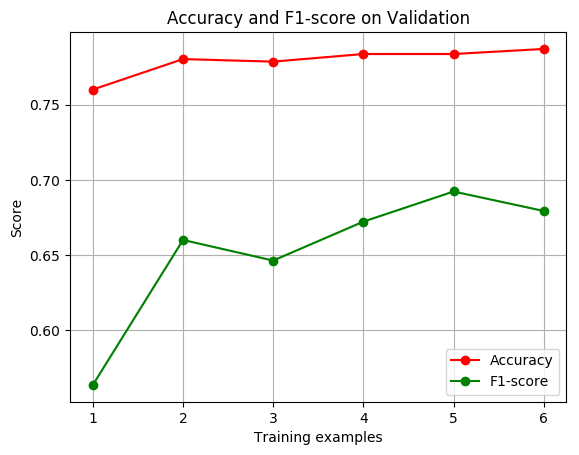 Accuracy and F1-score on Validation
Score
0.75
0.70
0.65
0.60
Accuracy
F1-score
1 2 3 4 5 6
Training examples